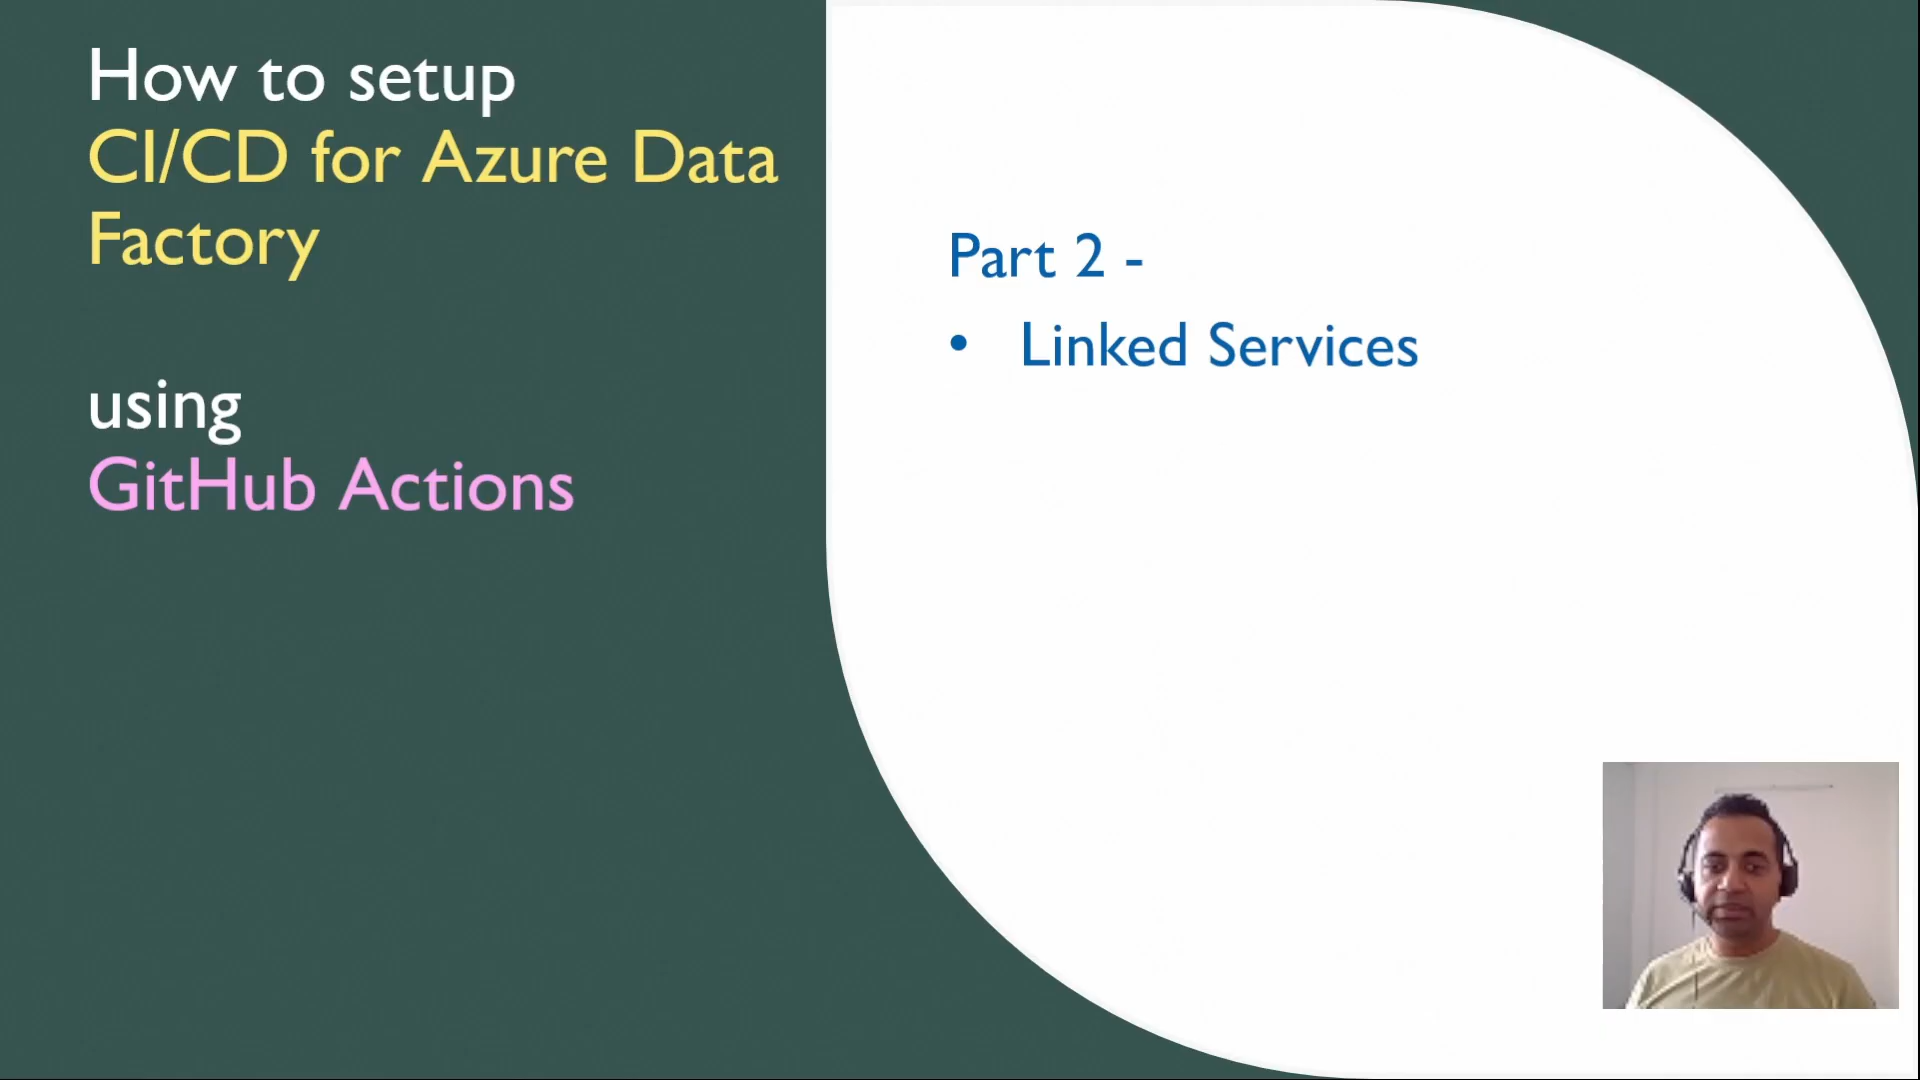 How to setup
CI/CD for Azure Data
Factory
using
GitHub Actions
Part 2 -
• Linked Services